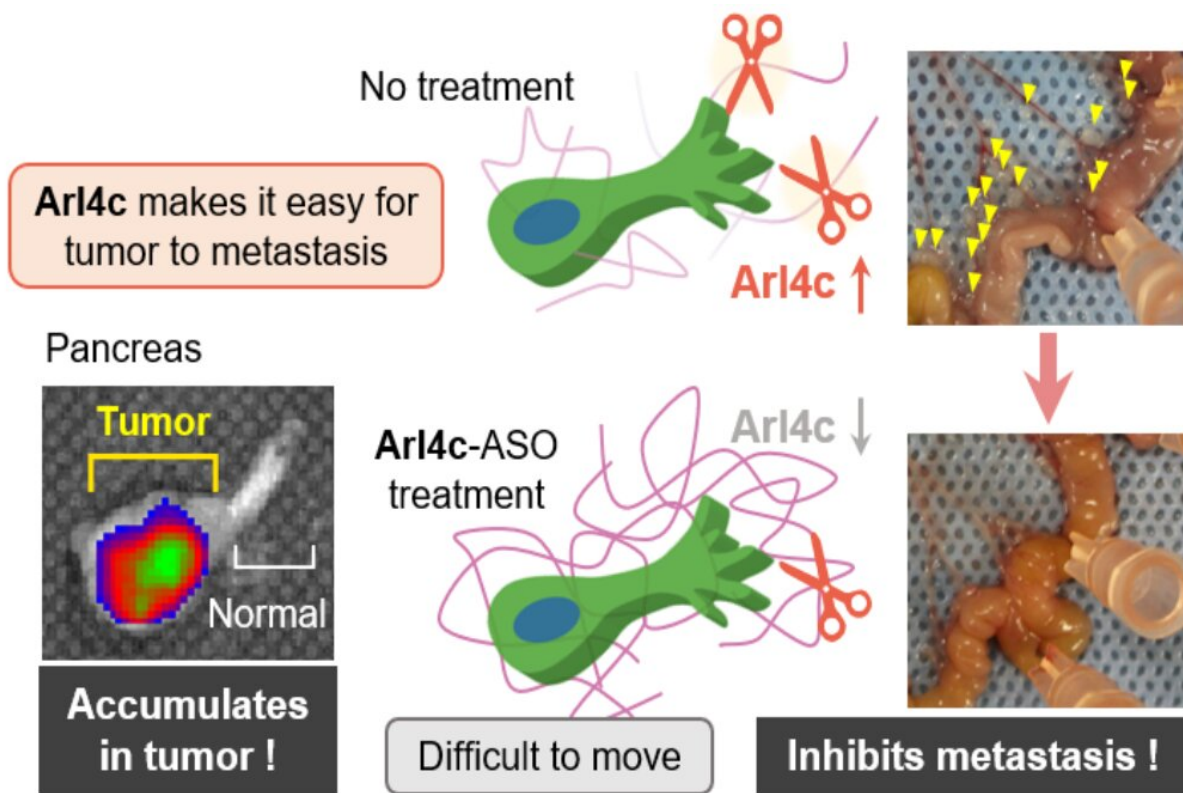 No treatment
Arl4c makes it easy for
tumor to metastasis
Arl4c ↑
Pancreas
Tumor
Normal
Accumulates
in tumor !
Arl4c-ASO
treatment
Arl4c ↓
Difficult to move
Inhibits metastasis !